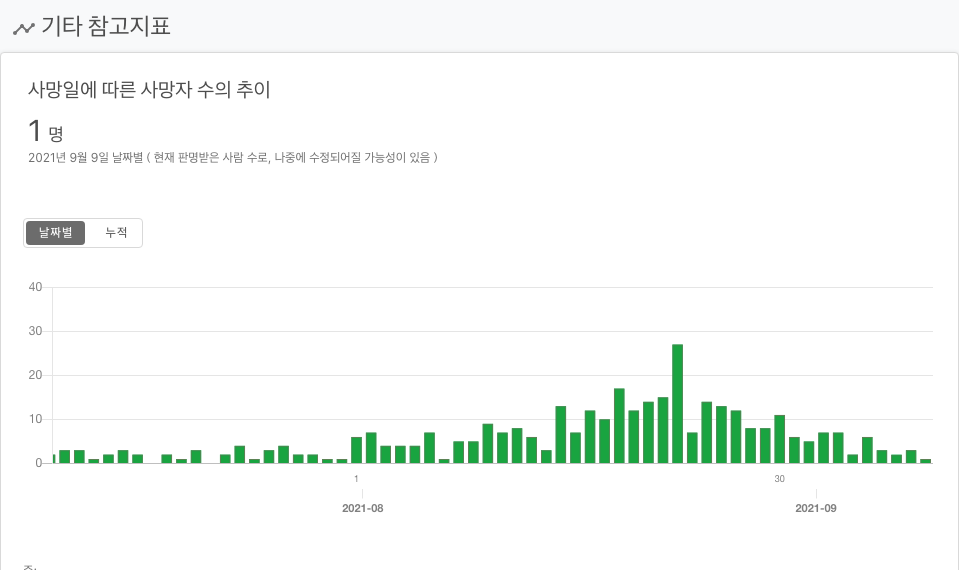 기타 참고지표
사망일에 따른 사망자 수의 추이
1 명
2021년 9월 9일 날짜별 ( 현재 판명받은 사람 수로, 나중에 수정되어질 가능성이 있음 )
날짜별 누적
40
30
20
10
0
1 30
2021-08 2021-09